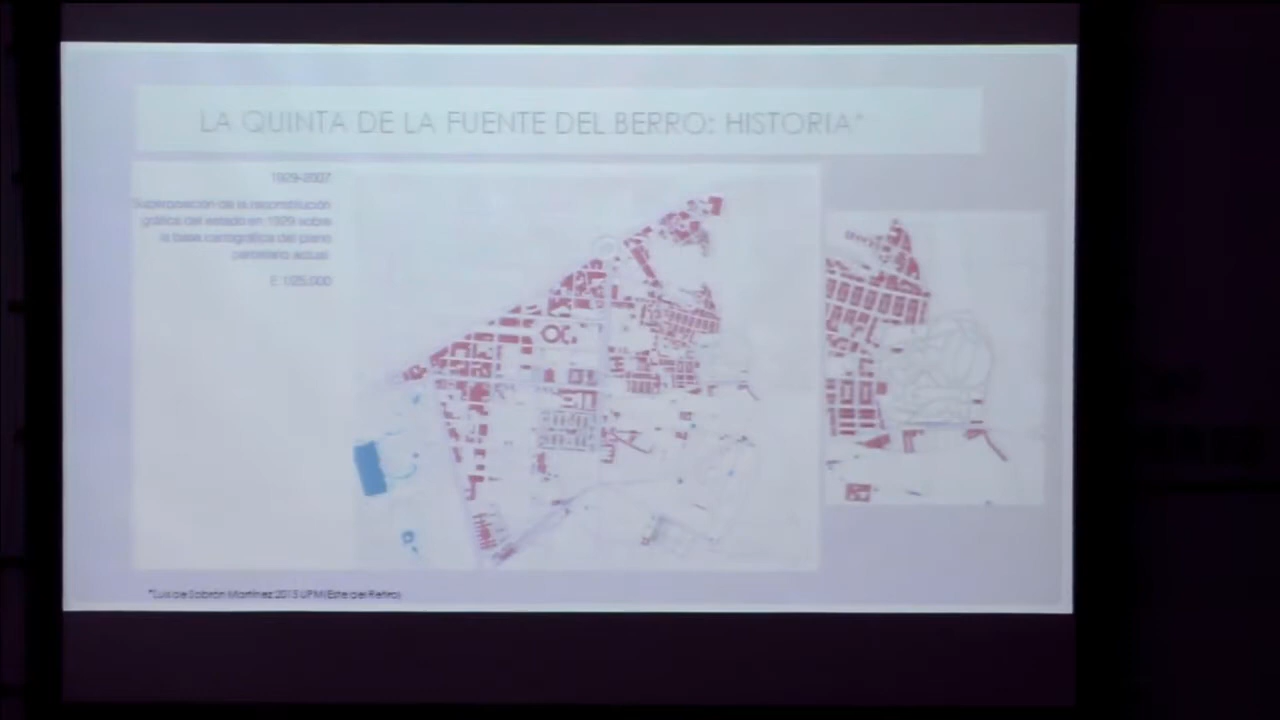 LA QUINTA DE LA FUENTE DEL BERRO: HISTORIA*
1929-2007
Superposición de la reconstitución
gráfica del estado en 1929 sobre
la base cartográfica del plano
parcelario actual.
E 1/25.000
*Luis de Sobrón Martínez 2015 UPM(Este del Retiro)